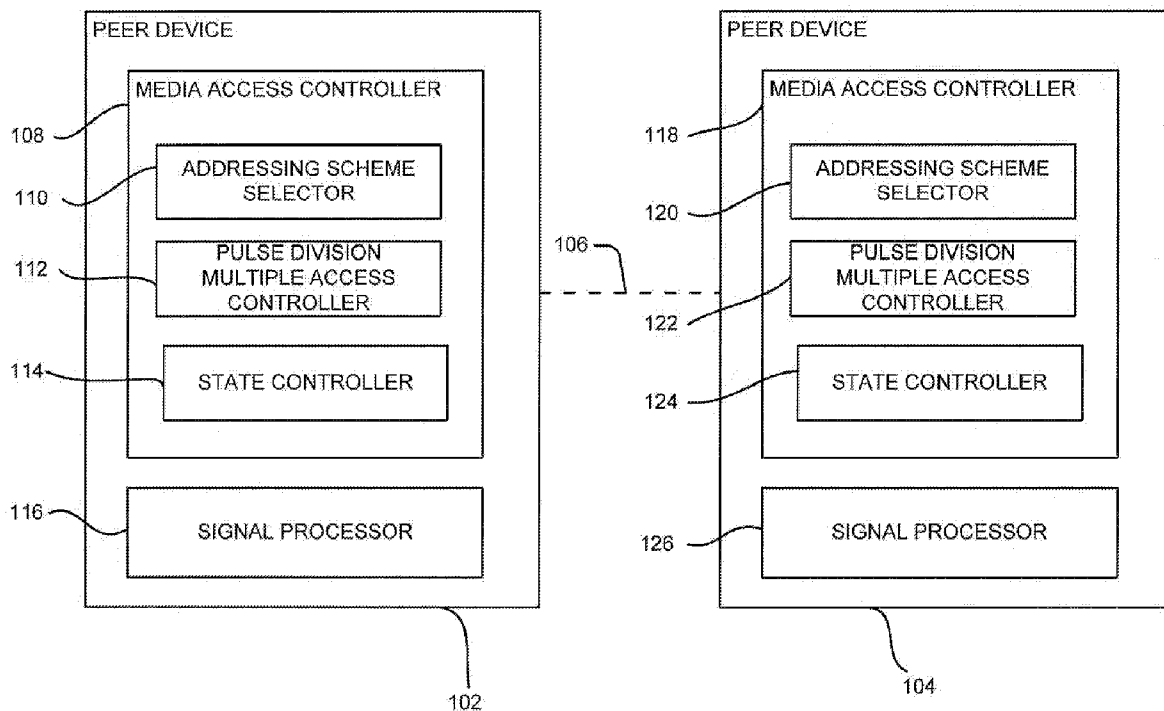 PEER DEVICE
MEDIA ACCESS CONTROLLER
108
ADDRESSING SCHEME
SELECTOR
110
PULSE DIVISION
MULTIPLE ACCESS
CONTROLLER
112
STATE CONTROLLER
114
SIGNAL PROCESSOR
116
102
106
PEER DEVICE
MEDIA ACCESS CONTROLLER
118
ADDRESSING SCHEME
SELECTOR
120
PULSE DIVISION
MULTIPLE ACCESS
CONTROLLER
122
STATE CONTROLLER
124
SIGNAL PROCESSOR
126
104